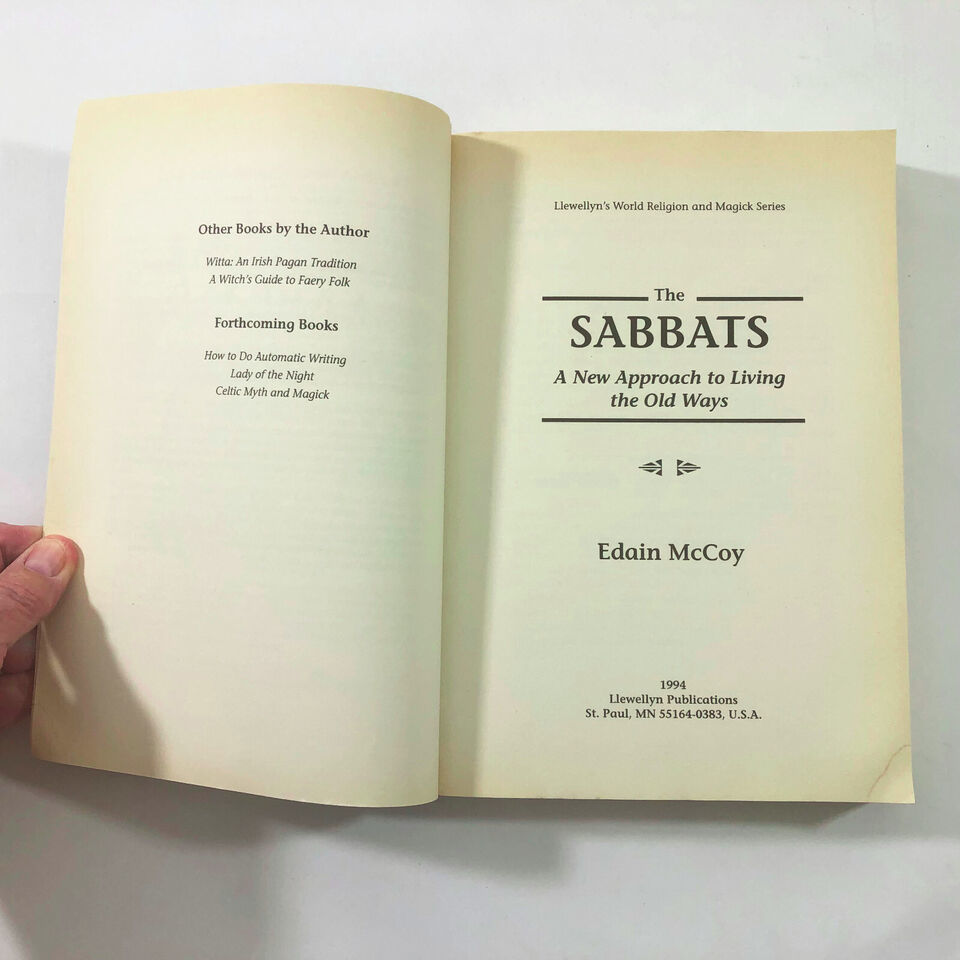 Other Books by the Author
Witta: An Irish Pagan Tradition
A Witch's Guide to Faery Folk
Forthcoming Books
How to Do Automatic Writing
Lady of the Night
Celtic Myth and Magick
Llewellyn's World Religion and Magick Series
The
SABBATS
A New Approach to Living
the Old Ways
Edain McCoy
1994
Llewellyn Publications
St. Paul, MN 55164-0383, U.S.A.